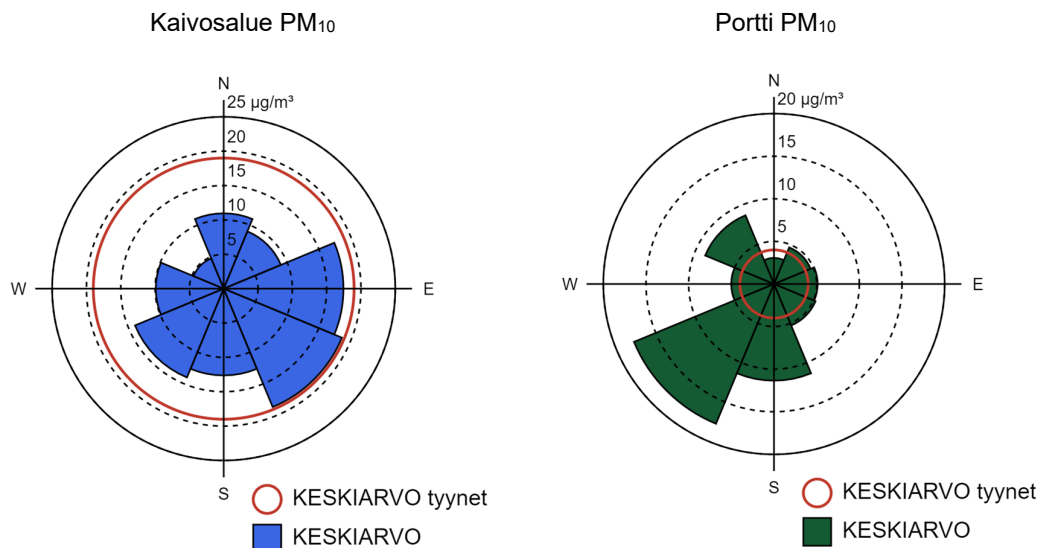 Kaivosalue PM₁₀
N
25 µg/m³
20
15
10
5
W
E
S
KESKIARVO tyynet
KESKIARVO
Portti PM₁₀
N
20 µg/m³
15
10
5
W
E
S
KESKIARVO tyynet
KESKIARVO